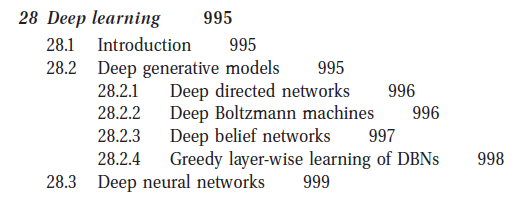 28 Deep learning 995
28.1 Introduction 995
28.2 Deep generative models 995
28.2.1 Deep directed networks 996
28.2.2 Deep Boltzmann machines 996
28.2.3 Deep belief networks 997
28.2.4 Greedy layer-wise learning of DBNs 998
28.3 Deep neural networks 999